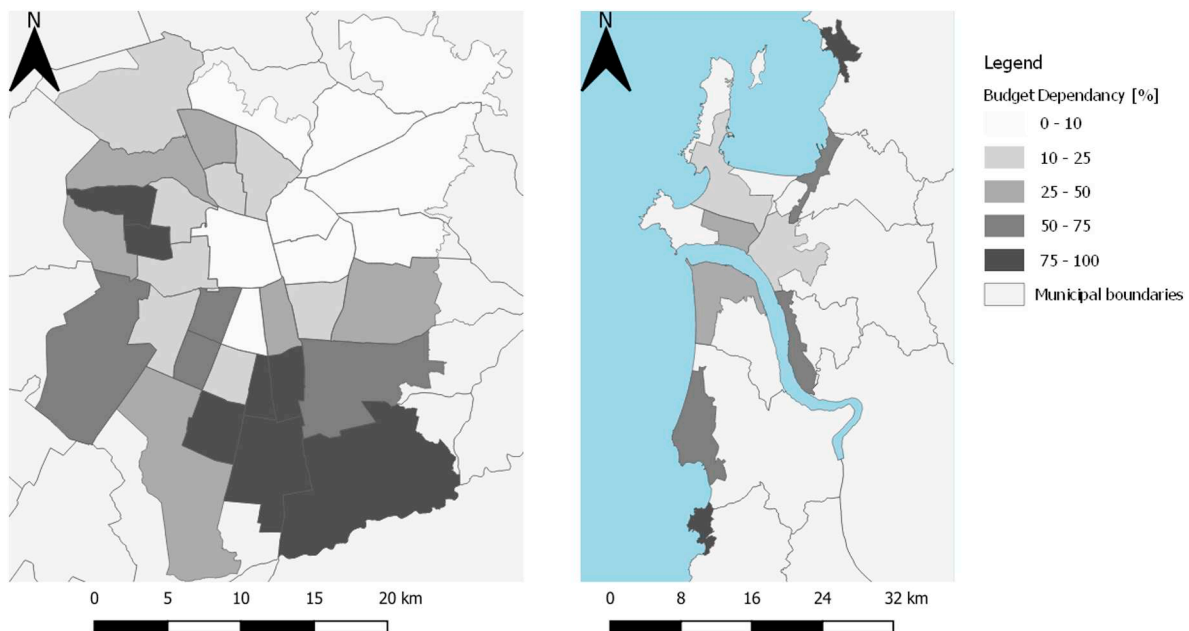 N
N
Legend
Budget Dependancy [%]
0 - 10
10 - 25
25 - 50
50 - 75
75 - 100
Municipal boundaries
0 5 10 15 20 km
0 8 16 24 32 km